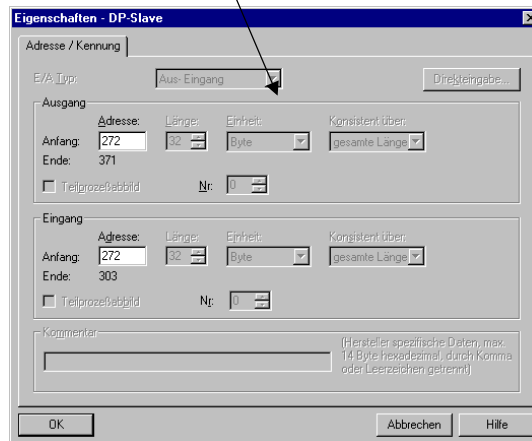 Eigenschaften - DP-Slave
Adresse / Kennung
E/A Typ: Aus- Eingang Direkteingabe...
Ausgang
Adresse: Länge: Einheit: Konsistent über:
Anfang: 272 32 Byte gesamte Länge
Ende: 371
Teilprozeßabbild Nr: 0
Eingang
Adresse: Länge: Einheit: Konsistent über:
Anfang: 272 32 Byte gesamte Länge
Ende: 303
Teilprozeßabbild Nr: 0
Kommentar
(Hersteller spezifische Daten, max.
14 Byte hexadezimal, durch Komma
oder Leerzeichen getrennt)
OK Abbrechen Hilfe